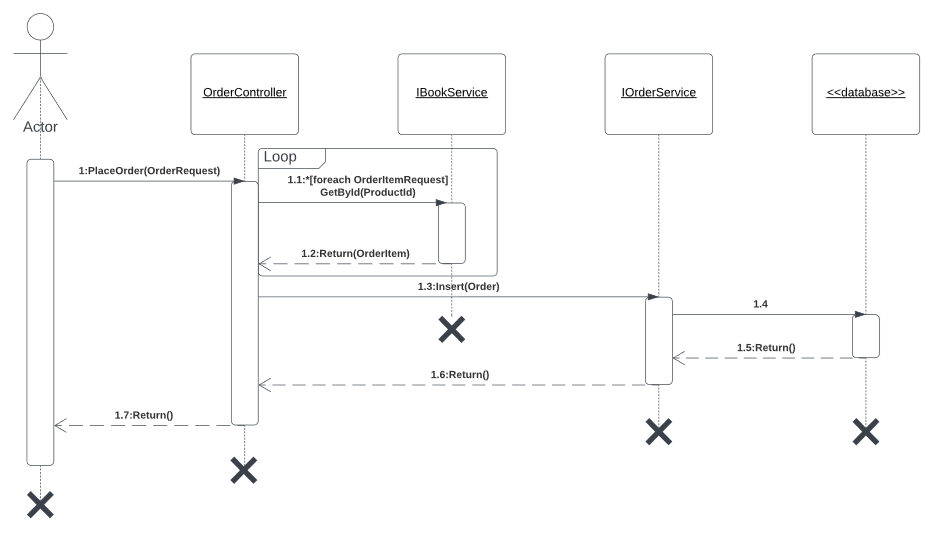 Actor
OrderController
IBookService
IOrderService
<<database>>
Loop
1:PlaceOrder(OrderRequest)
1.1:*[foreach OrderItemRequest]
GetById(ProductId)
1.2:Return(OrderItem)
1.3:Insert(Order)
1.4
1.5:Return()
1.6:Return()
1.7:Return()